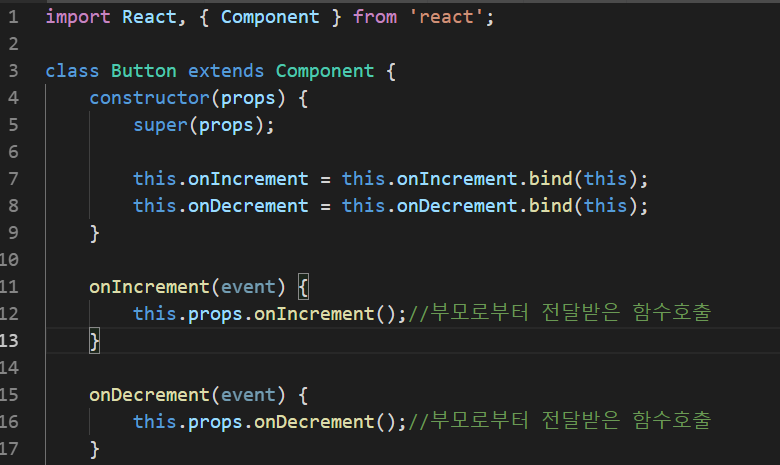 1 import React, { Component } from 'react';
2
3 class Button extends Component {
4 constructor(props) {
5 super(props);
6
7 this.onIncrement = this.onIncrement.bind(this);
8 this.onDecrement = this.onDecrement.bind(this);
9 }
10
11 onIncrement(event) {
12 this.props.onIncrement();//부모로부터 전달받은 함수호출
13 }
14
15 onDecrement(event) {
16 this.props.onDecrement();//부모로부터 전달받은 함수호출
17 }